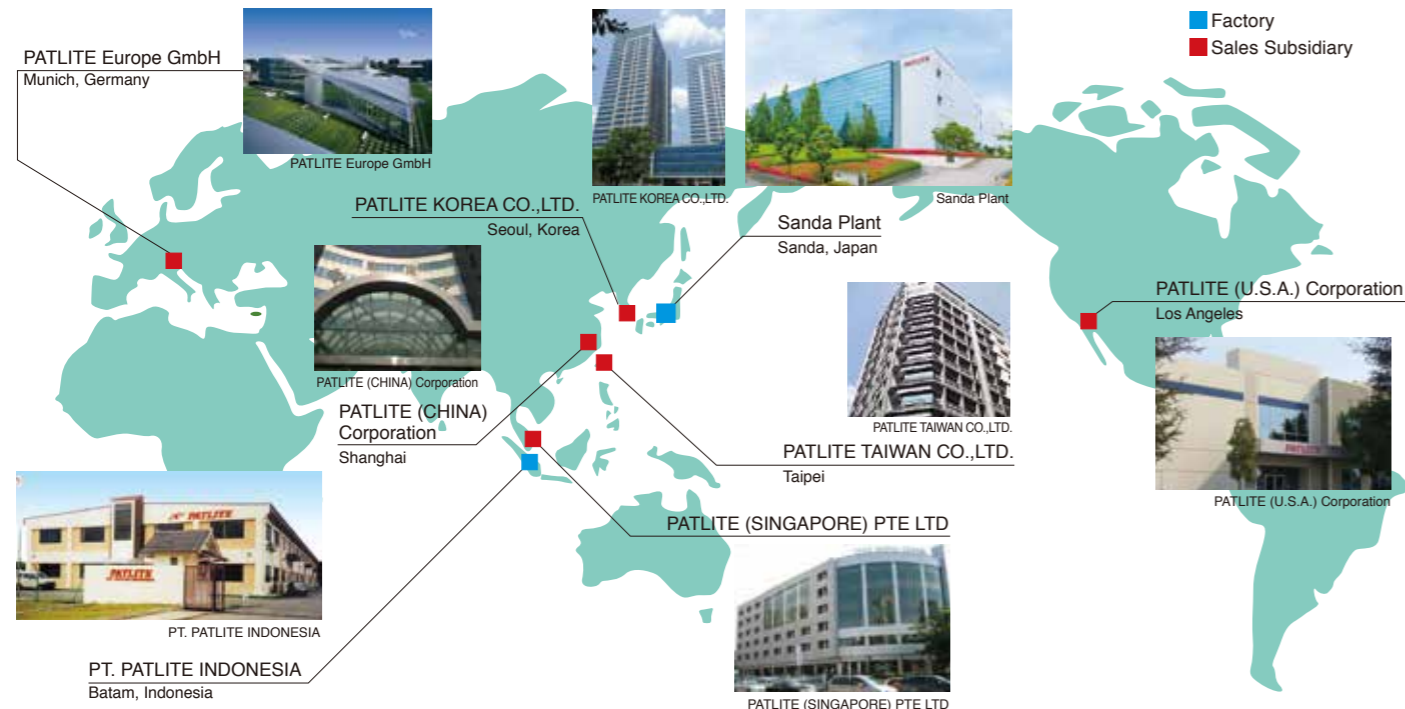 Factory
Sales Subsidiary
PATLITE Europe GmbH
Munich, Germany
PATLITE Europe GmbH
PATLITE KOREA CO.,LTD.
PATLITE
Sanda Plant
PATLITE KOREA CO.,LTD.
Seoul, Korea
Sanda Plant
Sanda, Japan
PATLITE (U.S.A.) Corporation
Los Angeles
PATLITE
PATLITE (U.S.A.) Corporation
PATLITE (CHINA) Corporation
PATLITE (CHINA)
Corporation
Shanghai
PATLITE TAIWAN CO.,LTD.
PATLITE TAIWAN CO.,LTD.
Taipei
PATLITE
PATLITE
PT. PATLITE INDONESIA
PT. PATLITE INDONESIA
Batam, Indonesia
PATLITE (SINGAPORE) PTE LTD
PATLITE (SINGAPORE) PTE LTD